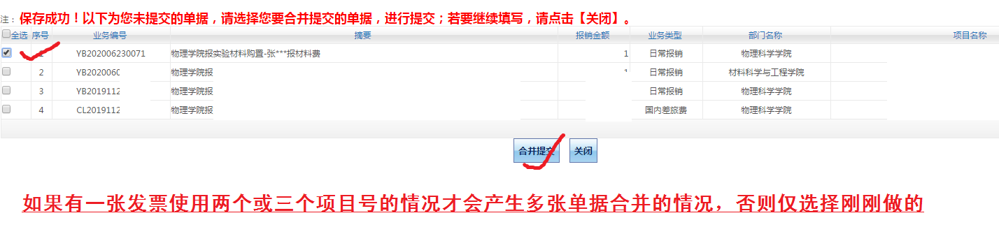 注：保存成功！以下为您未提交的单据，请选择您要合并提交的单据，进行提交；若要继续填写，请点击【关闭】。
全选 序号 业务编号 摘要 报销金额 业务类型 部门名称 项目名称
1 YB202006230071 物理学院报实验材料购置-张***报材料费 1 日常报销 物理科学学院
2 YB2020060 物理学院报 日常报销 材料科学与工程学院
3 YB2019112 物理学院报 日常报销 物理科学学院
4 CL2019112 物理学院报 国内差旅费 物理科学学院
合并提交 关闭
如果有一张发票使用两个或三个项目号的情况才会产生多张单据合并的情况，否则仅选择刚刚做的